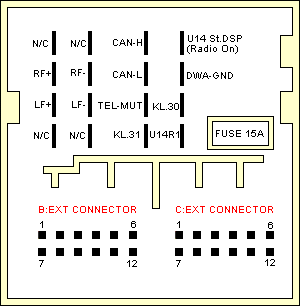 N/C N/C CAN-H U14 St.DSP
(Radio On)
RF+ RF- CAN-L DWA-GND
LF+ LF- TEL-MUT KL.30
N/C N/C KL.31 U14R1 FUSE 15A
B:EXT CONNECTOR C:EXT CONNECTOR
1 6 1 6
7 12 7 12